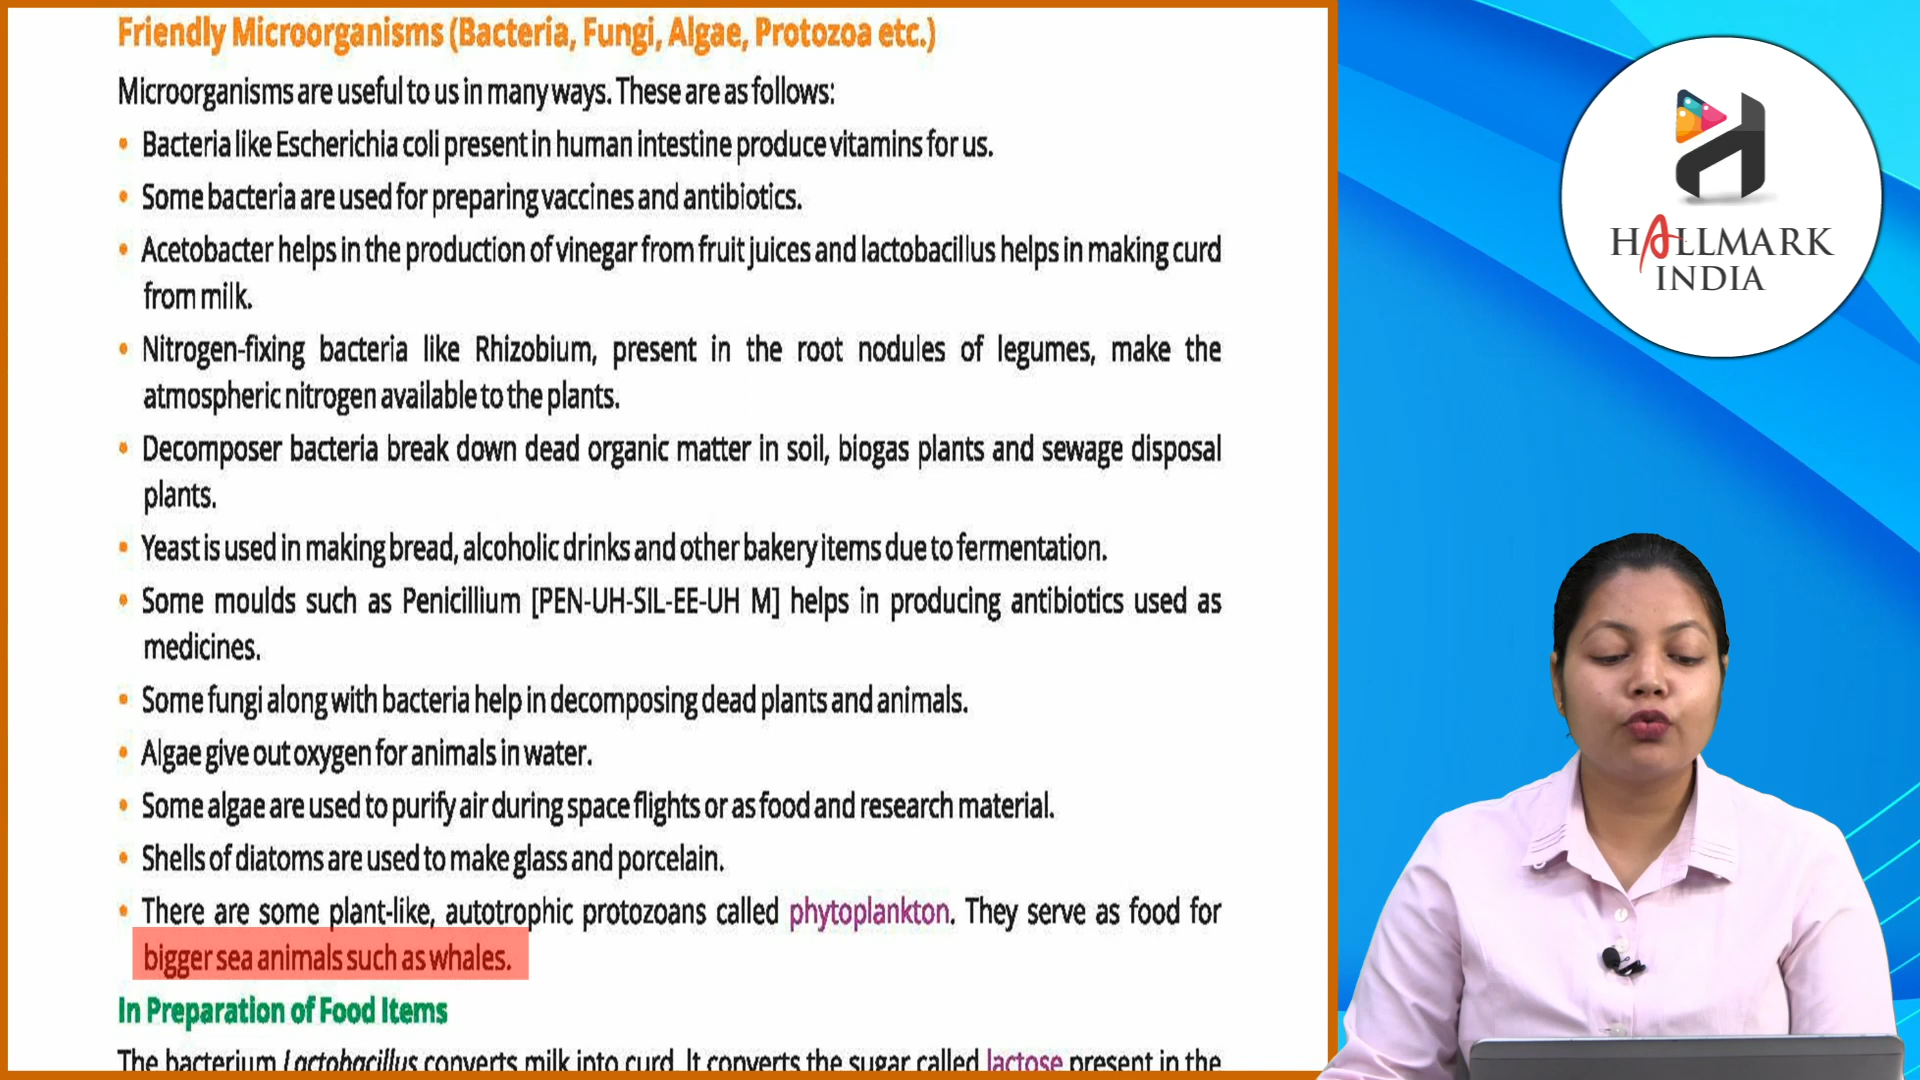 Friendly Microorganisms (Bacteria, Fungi, Algae, Protozoa etc.)
Microorganisms are useful to us in many ways. These are as follows:
• Bacteria like Escherichia coli present in human intestine produce vitamins for us.
• Some bacteria are used for preparing vaccines and antibiotics.
• Acetobacter helps in the production of vinegar from fruit juices and lactobacillus helps in making curd
from milk.
• Nitrogen-fixing bacteria like Rhizobium, present in the root nodules of legumes, make the
atmospheric nitrogen available to the plants.
• Decomposer bacteria break down dead organic matter in soil, biogas plants and sewage disposal
plants.
• Yeast is used in making bread, alcoholic drinks and other bakery items due to fermentation.
• Some moulds such as Penicillium [PEN-UH-SIL-EE-UH M] helps in producing antibiotics used as
medicines.
• Some fungi along with bacteria help in decomposing dead plants and animals.
• Algae give out oxygen for animals in water.
• Some algae are used to purify air during space flights or as food and research material.
• Shells of diatoms are used to make glass and porcelain.
• There are some plant-like, autotrophic protozoans called phytoplankton. They serve as food for
bigger sea animals such as whales.
In Preparation of Food Items
The bacterium Lactobacillus converts milk into curd. It converts the sugar called lactose present in the
HALLMARK
INDIA